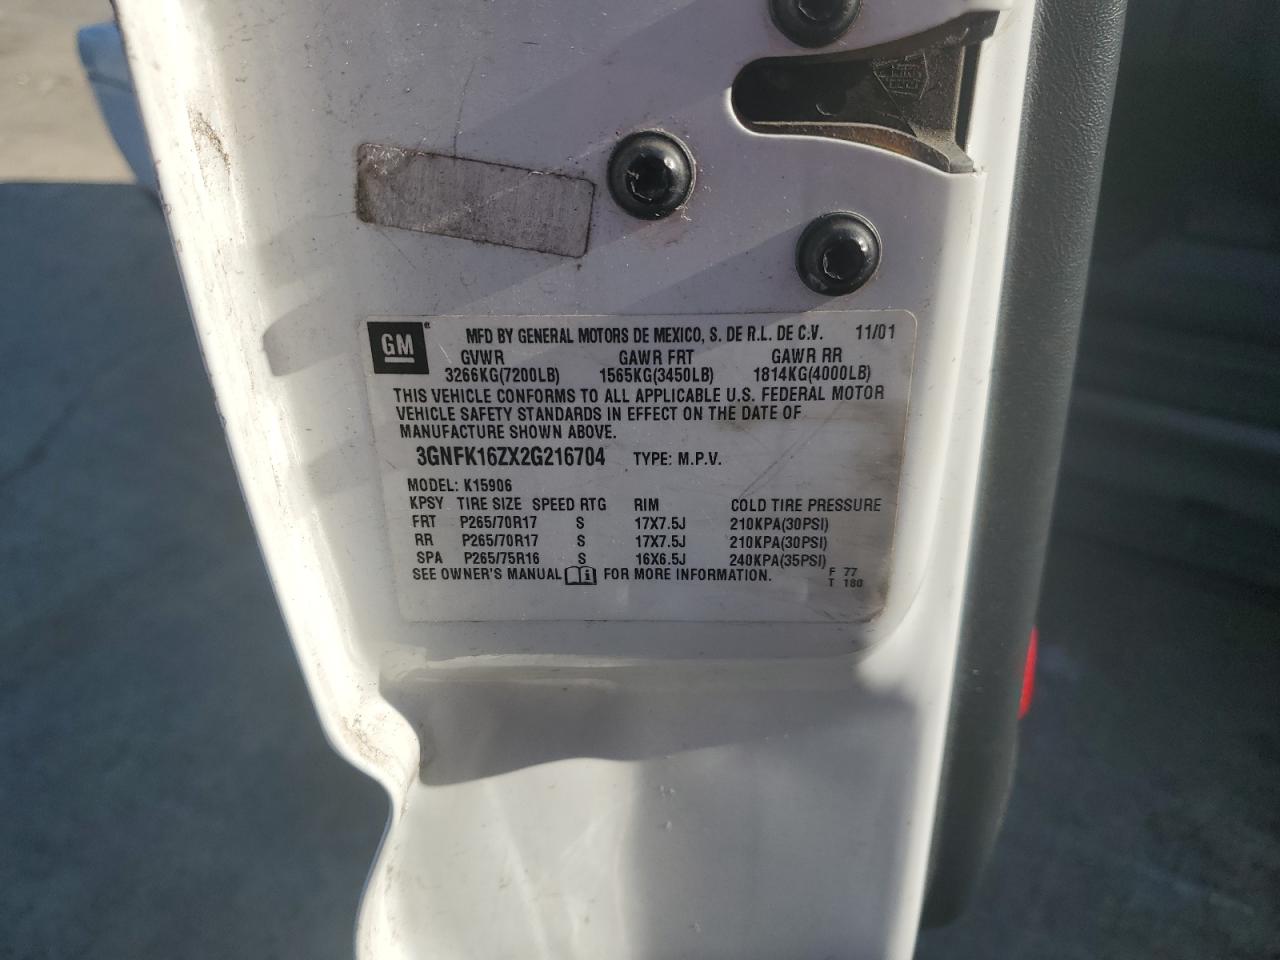 GM ® MFD BY GENERAL MOTORS DE MEXICO, S. DE R.L. DE C.V. 11/01
GVWR GAWR FRT GAWR RR
3266KG(7200LB) 1565KG(3450LB) 1814KG(4000LB)
THIS VEHICLE CONFORMS TO ALL APPLICABLE U.S. FEDERAL MOTOR
VEHICLE SAFETY STANDARDS IN EFFECT ON THE DATE OF
MANUFACTURE SHOWN ABOVE.
3GNFK16ZX2G216704 TYPE: M.P.V.
MODEL: K15906
KPSY TIRE SIZE SPEED RTG RIM COLD TIRE PRESSURE
FRT P265/70R17 S 17X7.5J 210KPA(30PSI)
RR P265/70R17 S 17X7.5J 210KPA(30PSI)
SPA P265/75R16 S 16X6.5J 240KPA(35PSI)
SEE OWNER'S MANUAL FOR MORE INFORMATION. F 77
T 180